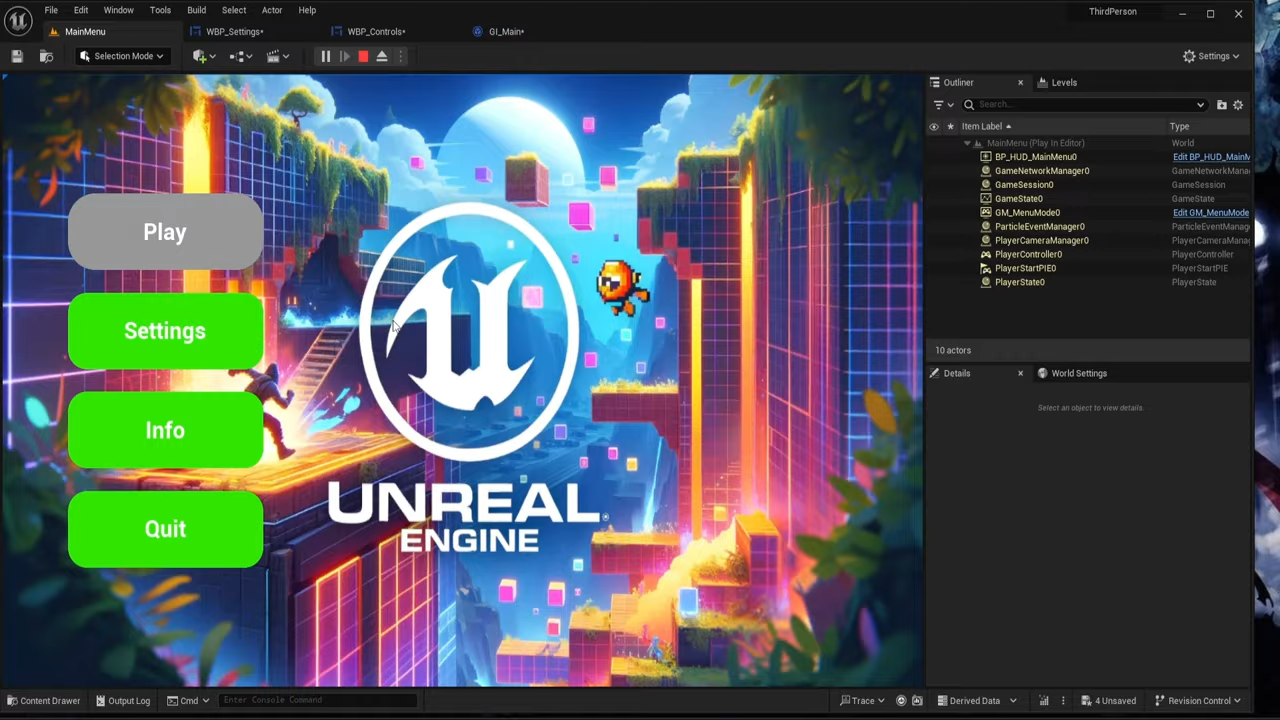 File Edit Window Tools Build Select Actor Help
ThirdPerson
MainMenu
WBP_Settings*
WBP_Controls*
GI_Main*
Selection Mode
Settings
Outliner
Levels
Search...
Item Label
Type
MainMenu (Play In Editor) World
BP_HUD_MainMenu0 Edit BP_HUD_MainM
GameNetworkManager0 GameNetworkMana
GameSession0 GameSession
GameState0 GameState
GM_MenuMode0 Edit GM_MenuMode
ParticleEventManager0 ParticleEventManag
PlayerCameraManager0 PlayerCameraMana
PlayerController0 PlayerController
PlayerStartPIE0 PlayerStartPIE
PlayerState0 PlayerState
10 actors
Details
World Settings
Select an object to view details.
Play
Settings
Info
Quit
UNREAL
ENGINE
Content Drawer
Output Log
Cmd
Enter Console Command
Trace
Derived Data
4 Unsaved
Revision Control